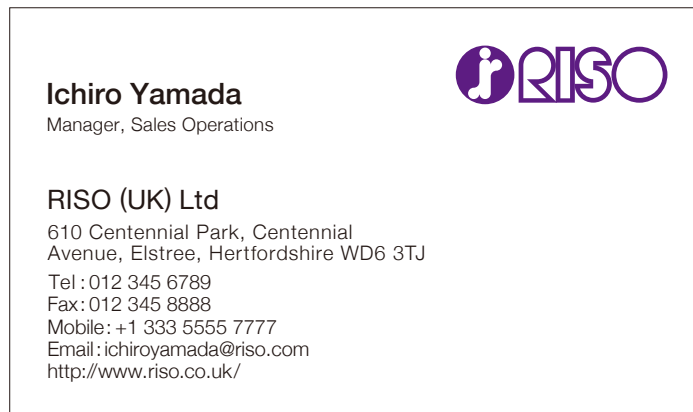 Ichiro Yamada
Manager, Sales Operations
RISO
RISO (UK) Ltd
610 Centennial Park, Centennial
Avenue, Elstree, Hertfordshire WD6 3TJ
Tel : 012 345 6789
Fax : 012 345 8888
Mobile : +1 333 5555 7777
Email : ichiroyamada@riso.com
http://www.riso.co.uk/